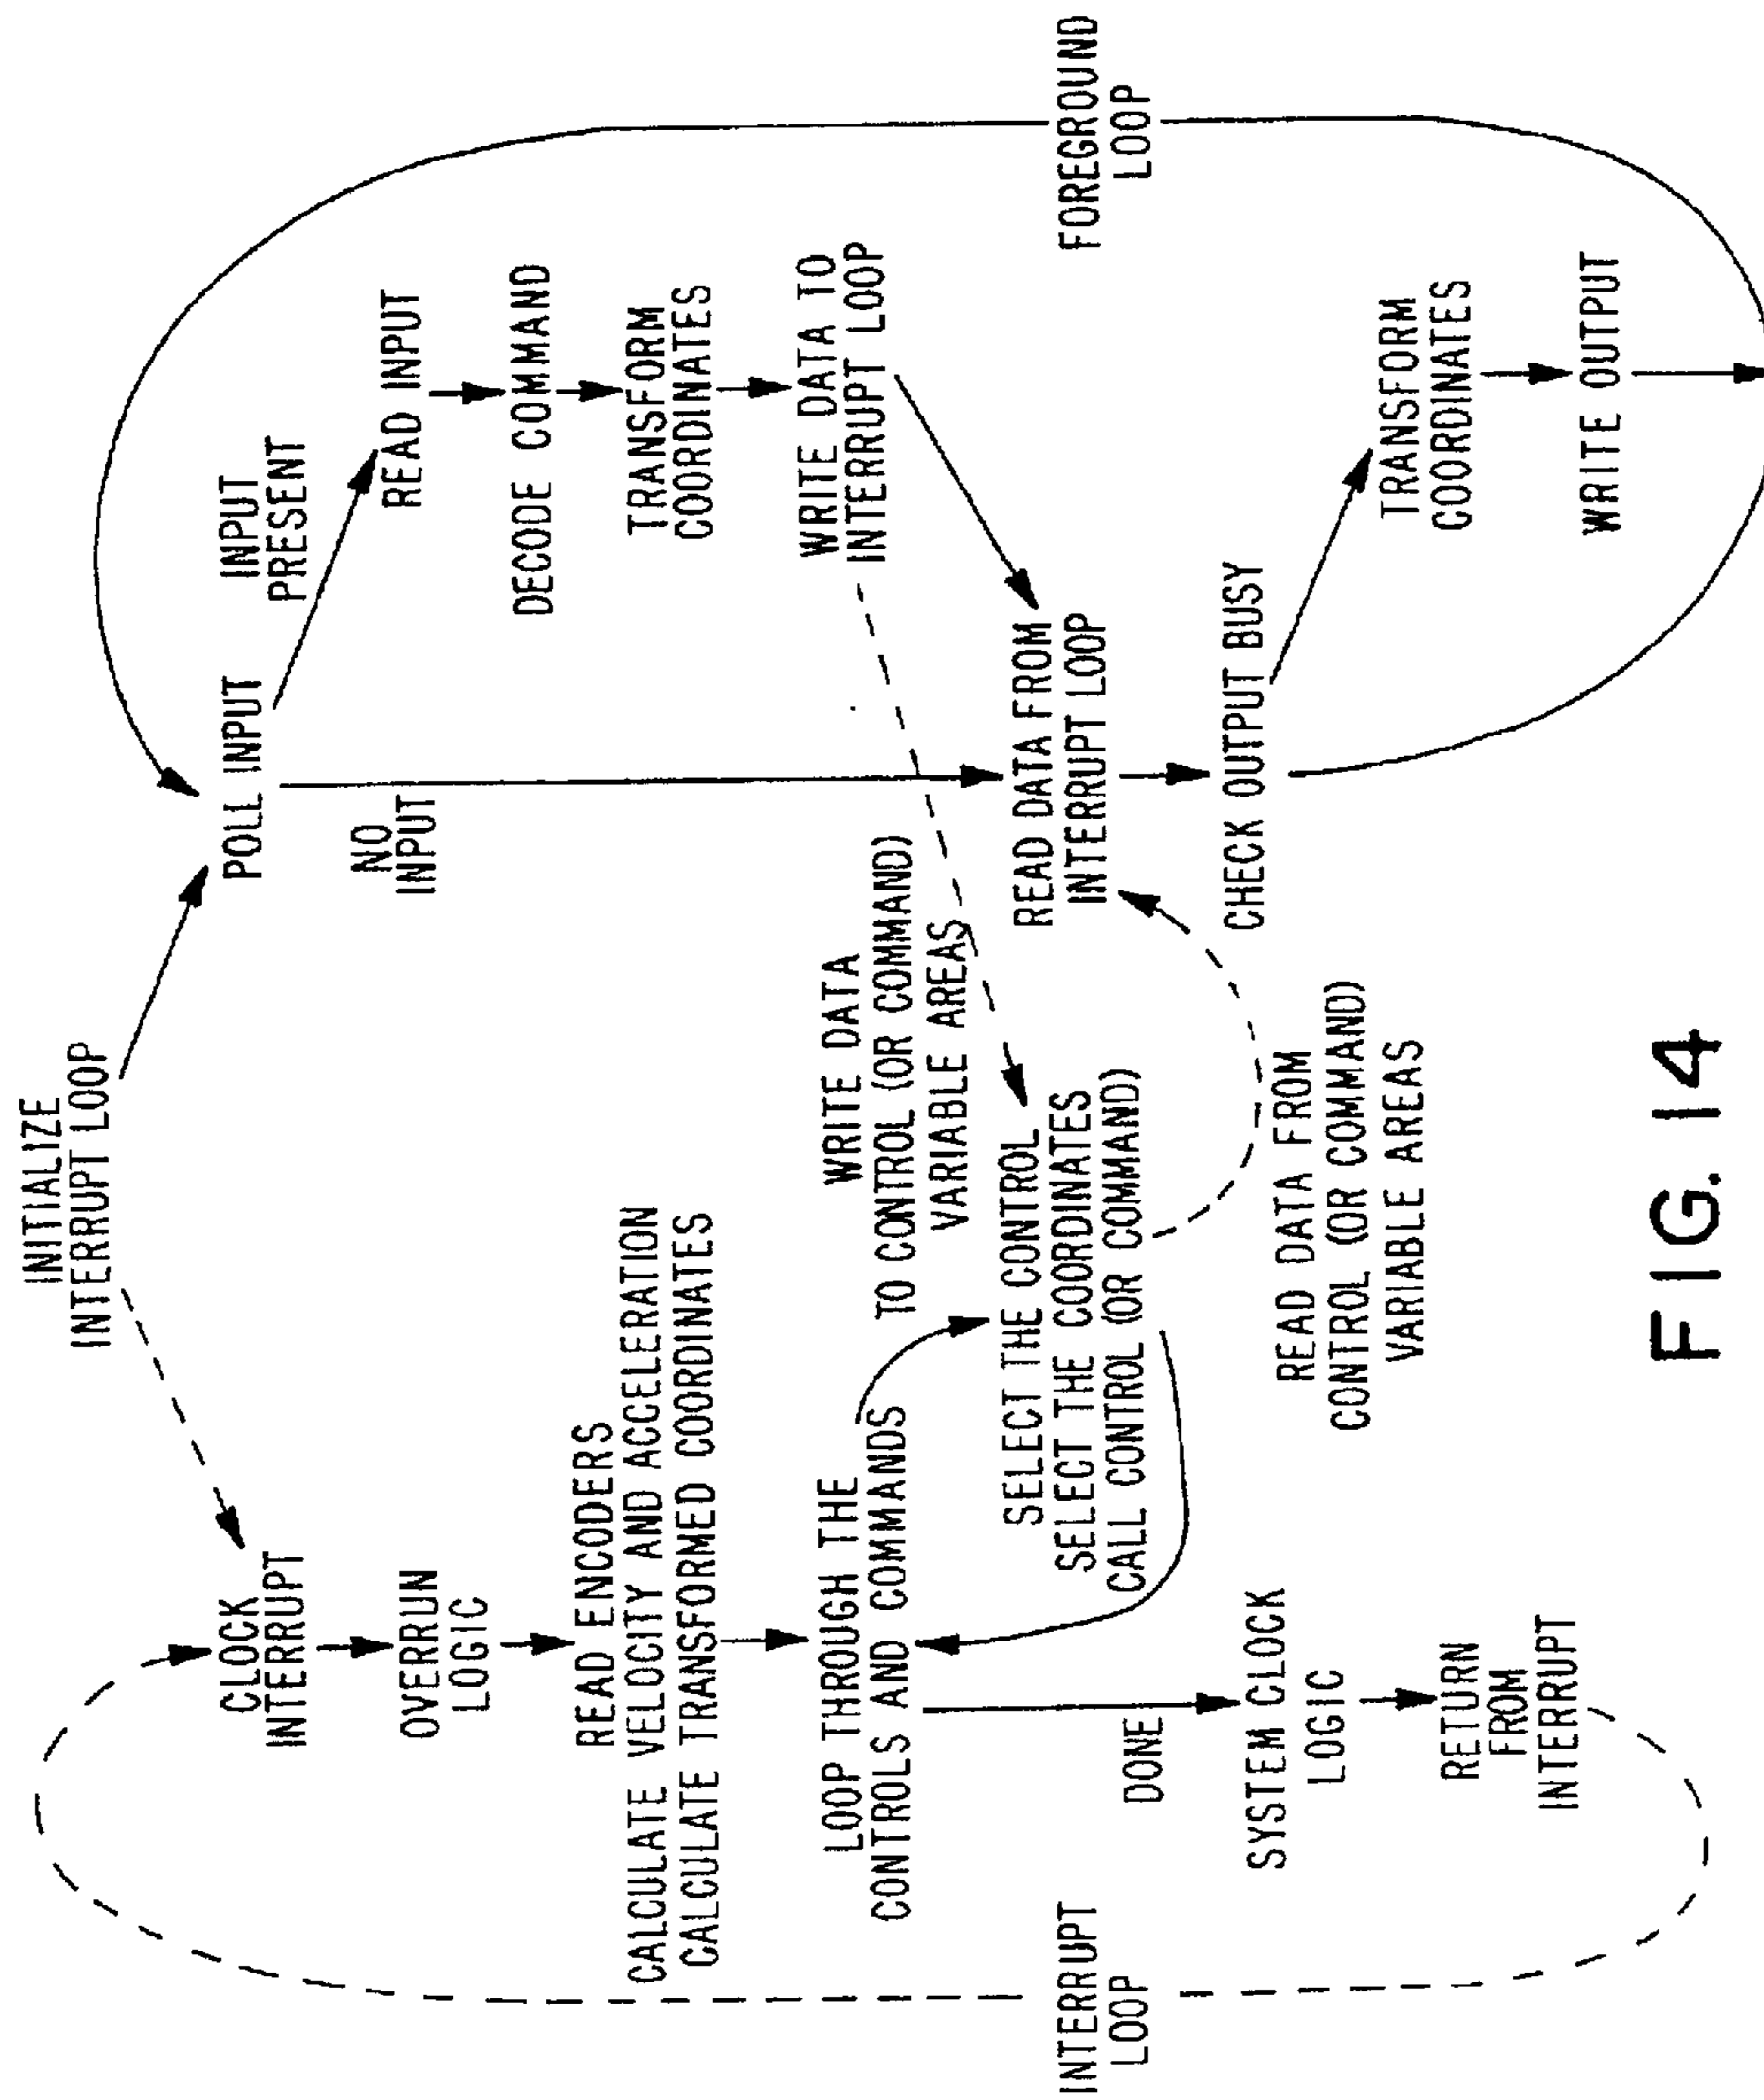 INITIALIZE
INTERRUPT LOOP
CLOCK
INTERRUPT
OVERRUN
LOGIC
READ ENCODERS
CALCULATE VELOCITY AND ACCELERATION
CALCULATE TRANSFORMED COORDINATES
LOOP THROUGH THE
CONTROLS AND COMMANDS
SELECT THE CONTROL
SELECT THE COORDINATES
CALL CONTROL (OR COMMAND)
DONE
SYSTEM CLOCK
LOGIC
RETURN
FROM
INTERRUPT
INTERRUPT
LOOP
POLL INPUT
INPUT
PRESENT
NO
INPUT
READ INPUT
DECODE COMMAND
TRANSFORM
COORDINATES
WRITE DATA TO
INTERRUPT LOOP
WRITE DATA
TO CONTROL (OR COMMAND)
VARIABLE AREAS
READ DATA FROM
INTERRUPT LOOP
READ DATA FROM
CONTROL (OR COMMAND)
VARIABLE AREAS
CHECK OUTPUT BUSY
TRANSFORM
COORDINATES
WRITE OUTPUT
FOREGROUND
LOOP
FIG. 14